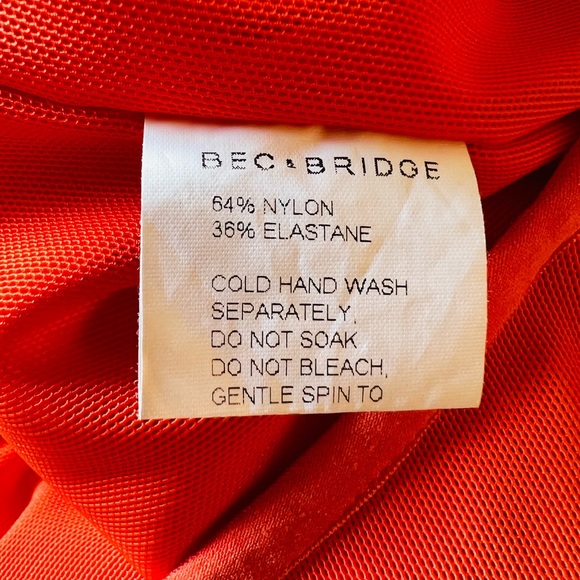 BEC & BRIDGE
64% NYLON
36% ELASTANE
COLD HAND WASH
SEPARATELY,
DO NOT SOAK
DO NOT BLEACH,
GENTLE SPIN TO